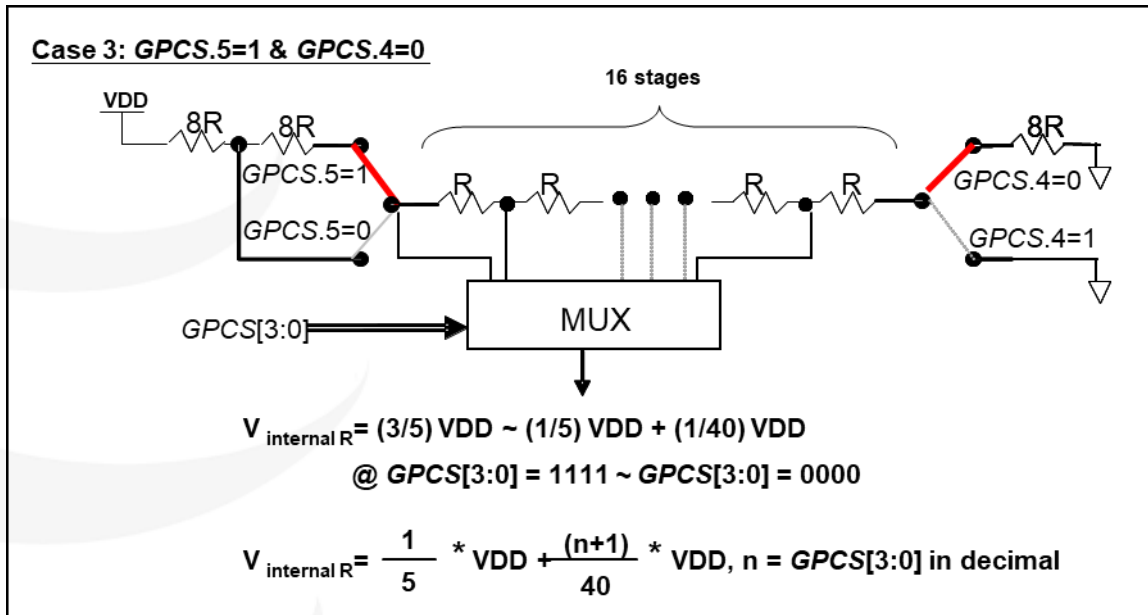 Case 3: GPCS.5=1 & GPCS.4=0
16 stages
VDD
8R
8R
8R
GPCS.5=1
R
R
R
R
GPCS.4=0
GPCS.5=0
GPCS.4=1
MUX
GPCS[3:0]
V internal R = (3/5) VDD ~ (1/5) VDD + (1/40) VDD
@ GPCS[3:0] = 1111 ~ GPCS[3:0] = 0000
V internal R = 1/5 * VDD + (n+1)/40 * VDD, n = GPCS[3:0] in decimal